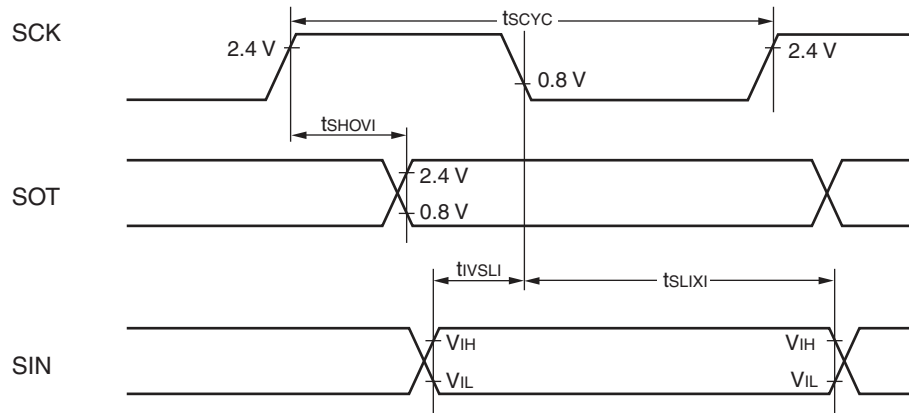 tSCYC
SCK
2.4 V
2.4 V
0.8 V
tSHOVI
SOT
2.4 V
0.8 V
tIVSLI
tSLIXI
SIN
VIH
VIH
VIL
VIL